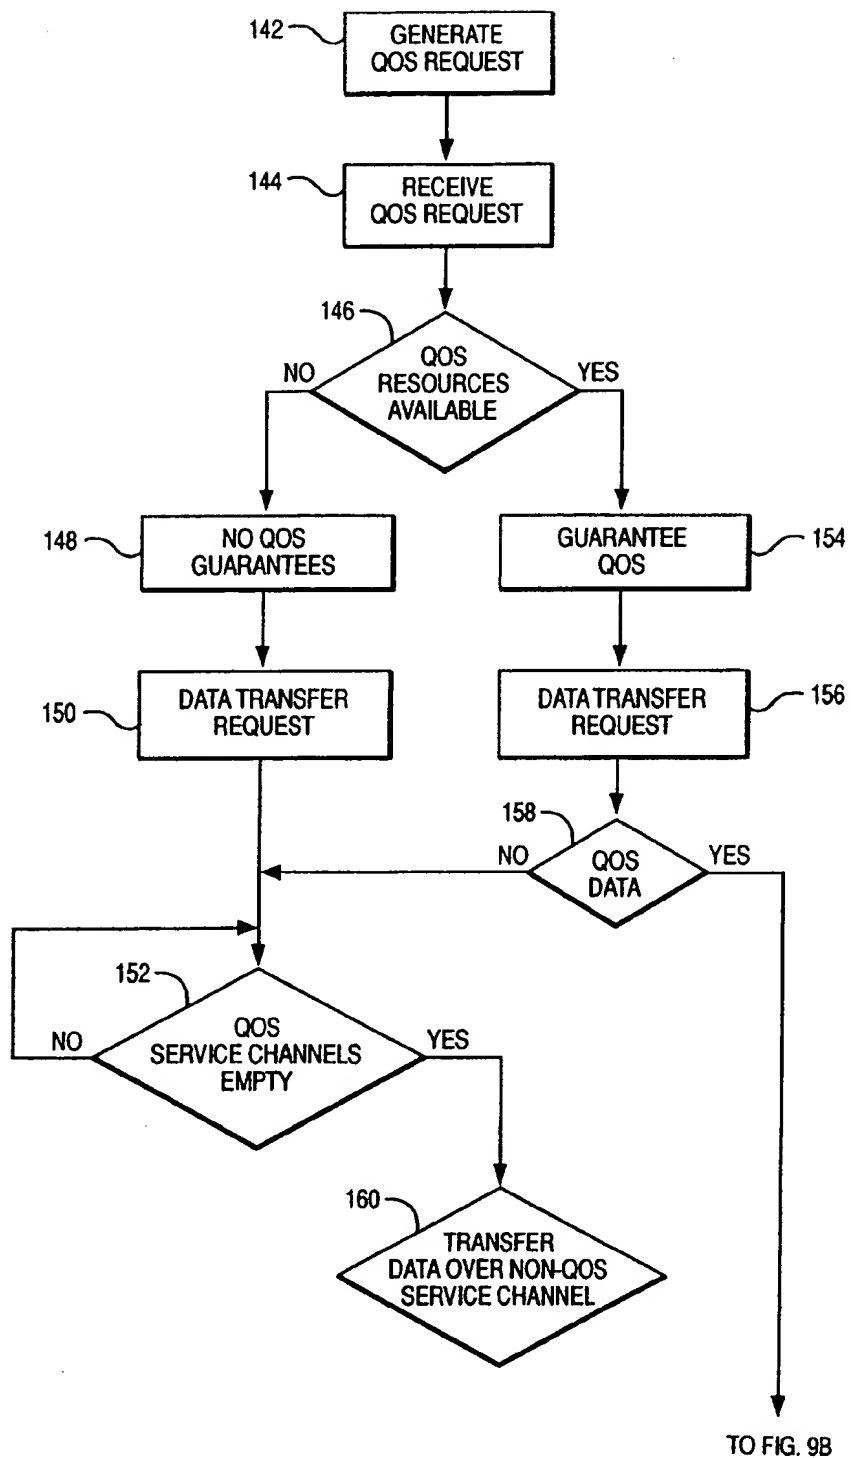 142
GENERATE
QOS REQUEST
144
RECEIVE
QOS REQUEST
146
QOS
RESOURCES
AVAILABLE
NO
YES
148
NO QOS
GUARANTEES
GUARANTEE
QOS
154
150
DATA TRANSFER
REQUEST
DATA TRANSFER
REQUEST
156
158
NO
QOS
DATA
YES
152
NO
QOS
SERVICE CHANNELS
EMPTY
YES
160
TRANSFER
DATA OVER NON-QOS
SERVICE CHANNEL
TO FIG. 9B